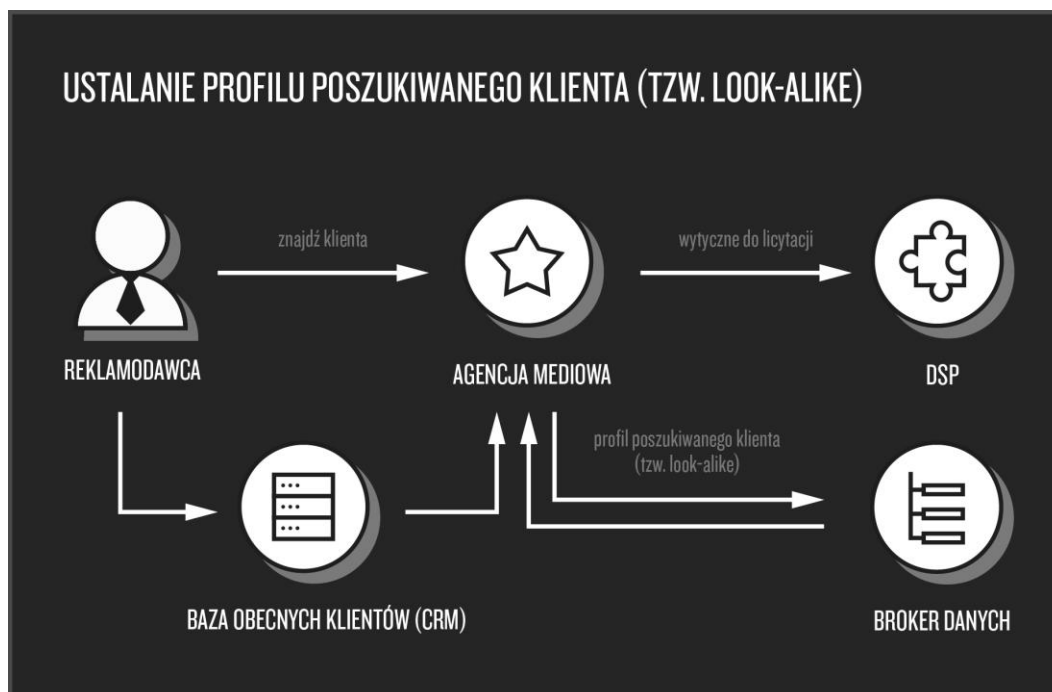 USTALANIE PROFILU POSZUKIWANEGO KLIENTA (TZW. LOOK-ALIKE)
znajdź klienta
wytyczne do licytacji
REKLAMODAWCA
AGENCJA MEDIOWA
DSP
profil poszukiwanego klienta
(tzw. look-alike)
BAZA OBECNYCH KLIENTÓW (CRM)
BROKER DANYCH